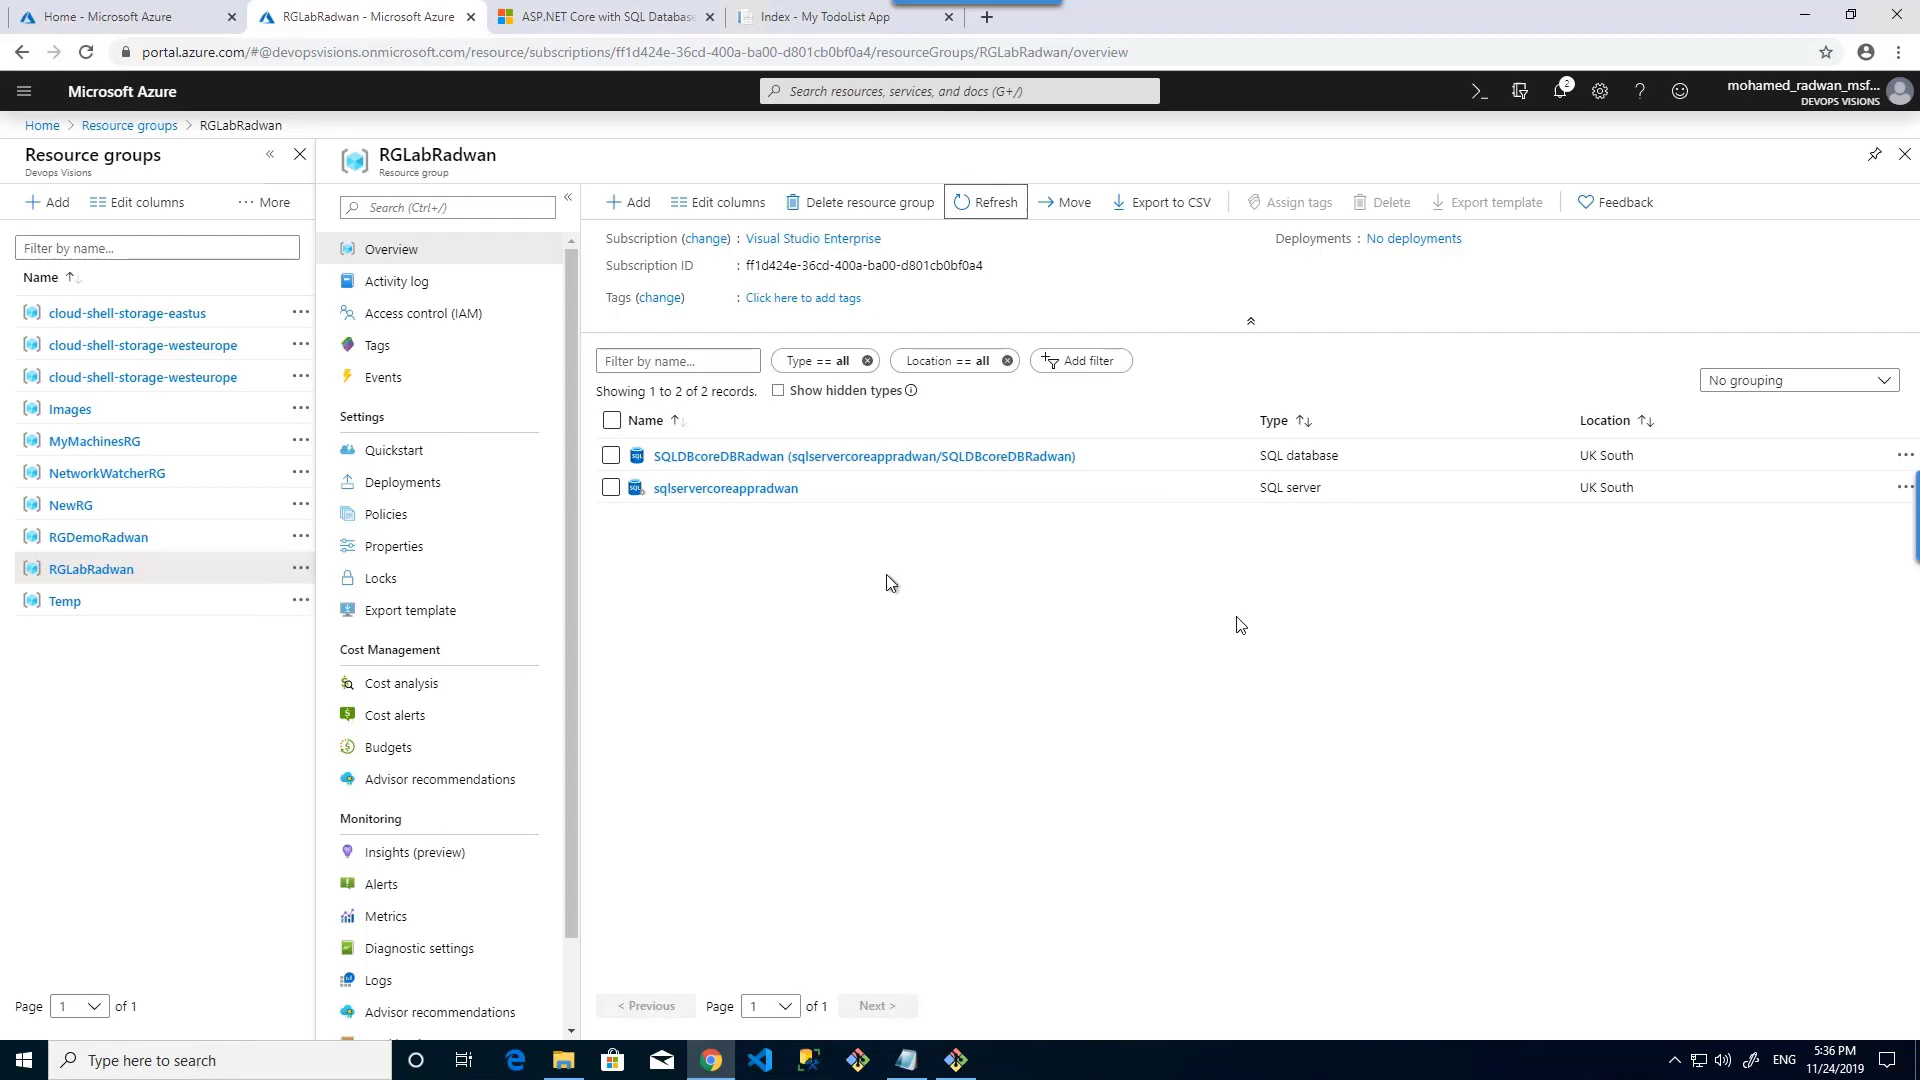 Home - Microsoft Azure
RGLabRadwan - Microsoft Azure
ASP.NET Core with SQL Database
Index - My TodoList App
portal.azure.com/#@devopsvisions.onmicrosoft.com/resource/subscriptions/ff1d424e-36cd-400a-ba00-d801cb0bf0a4/resourceGroups/RGLabRadwan/overview
Microsoft Azure
Search resources, services, and docs (G+/)
2
mohamed_radwan_msf...
DEVOPS VISIONS
Home > Resource groups > RGLabRadwan
Resource groups
Devops Visions
Add
Edit columns
More
Filter by name...
Name
cloud-shell-storage-eastus
cloud-shell-storage-westeurope
cloud-shell-storage-westeurope
Images
MyMachinesRG
NetworkWatcherRG
NewRG
RGDemoRadwan
RGLabRadwan
Temp
Page 1 of 1
RGLabRadwan
Resource group
Search (Ctrl+/)
Overview
Activity log
Access control (IAM)
Tags
Events
Settings
Quickstart
Deployments
Policies
Properties
Locks
Export template
Cost Management
Cost analysis
Cost alerts
Budgets
Advisor recommendations
Monitoring
Insights (preview)
Alerts
Metrics
Diagnostic settings
Logs
Advisor recommendations
Add
Edit columns
Delete resource group
Refresh
Move
Export to CSV
Assign tags
Delete
Export template
Feedback
Subscription (change) : Visual Studio Enterprise
Deployments : No deployments
Subscription ID : ff1d424e-36cd-400a-ba00-d801cb0bf0a4
Tags (change) : Click here to add tags
Filter by name...
Type == all
Location == all
Add filter
Showing 1 to 2 of 2 records.
Show hidden types
No grouping
Name Type Location
SQLDBcoreDBRadwan (sqlservercoreappradwan/SQLDBcoreDBRadwan) SQL database UK South
sqlservercoreappradwan SQL server UK South
< Previous Page 1 of 1 Next >
Type here to search
ENG
5:36 PM
11/24/2019